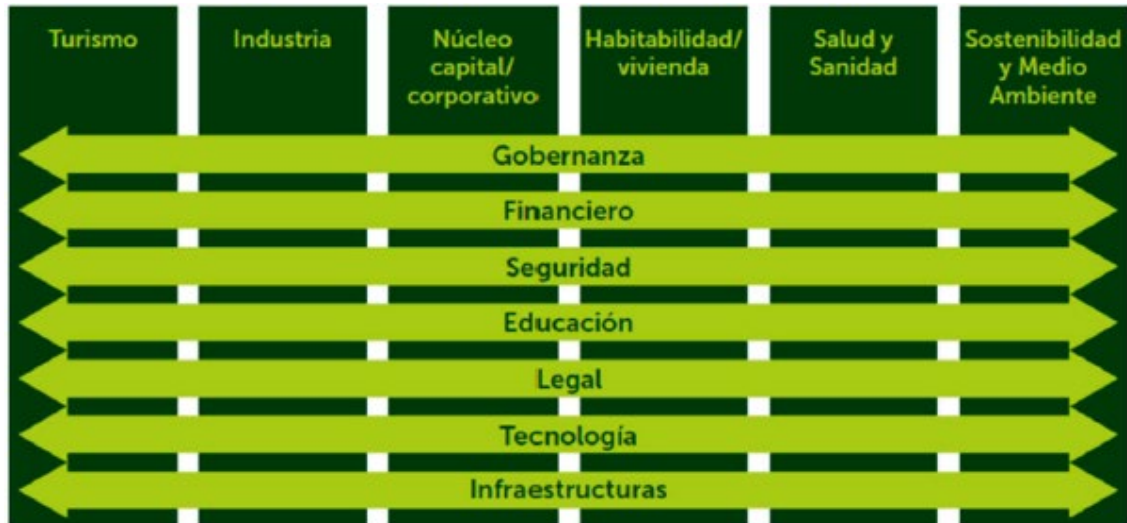 Turismo
Industria
Núcleo
capital/
corporativo
Habitabilidad/
vivienda
Salud y
Sanidad
Sostenibilidad
y Medio
Ambiente
Gobernanza
Financiero
Seguridad
Educación
Legal
Tecnología
Infraestructuras